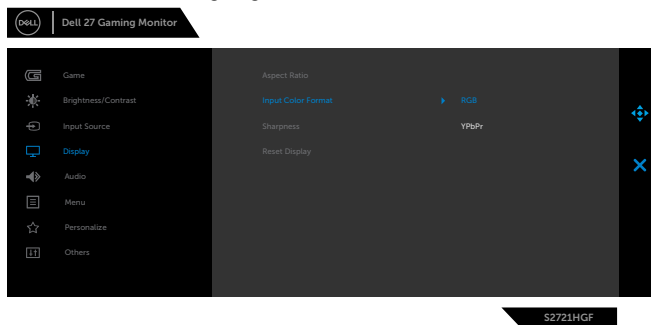 DELL
Dell 27 Gaming Monitor
Game
Aspect Ratio
Brightness/Contrast
Input Color Format
RGB
Input Source
Sharpness
YPbPr
Display
Reset Display
Audio
Menu
Personalize
Others
S2721HGF